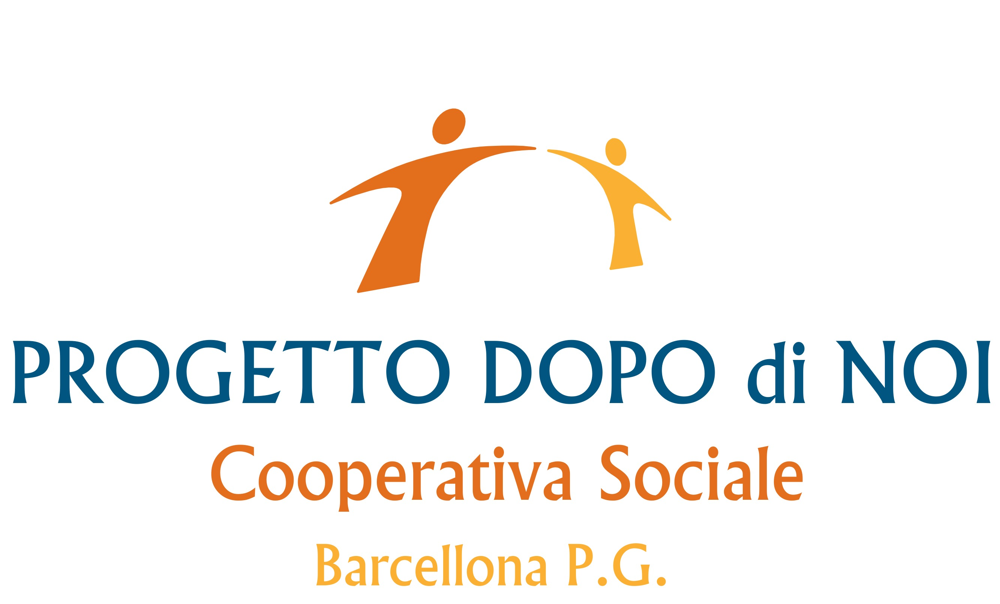 PROGETTO DOPO di NOI
Cooperativa Sociale
Barcellona P.G.